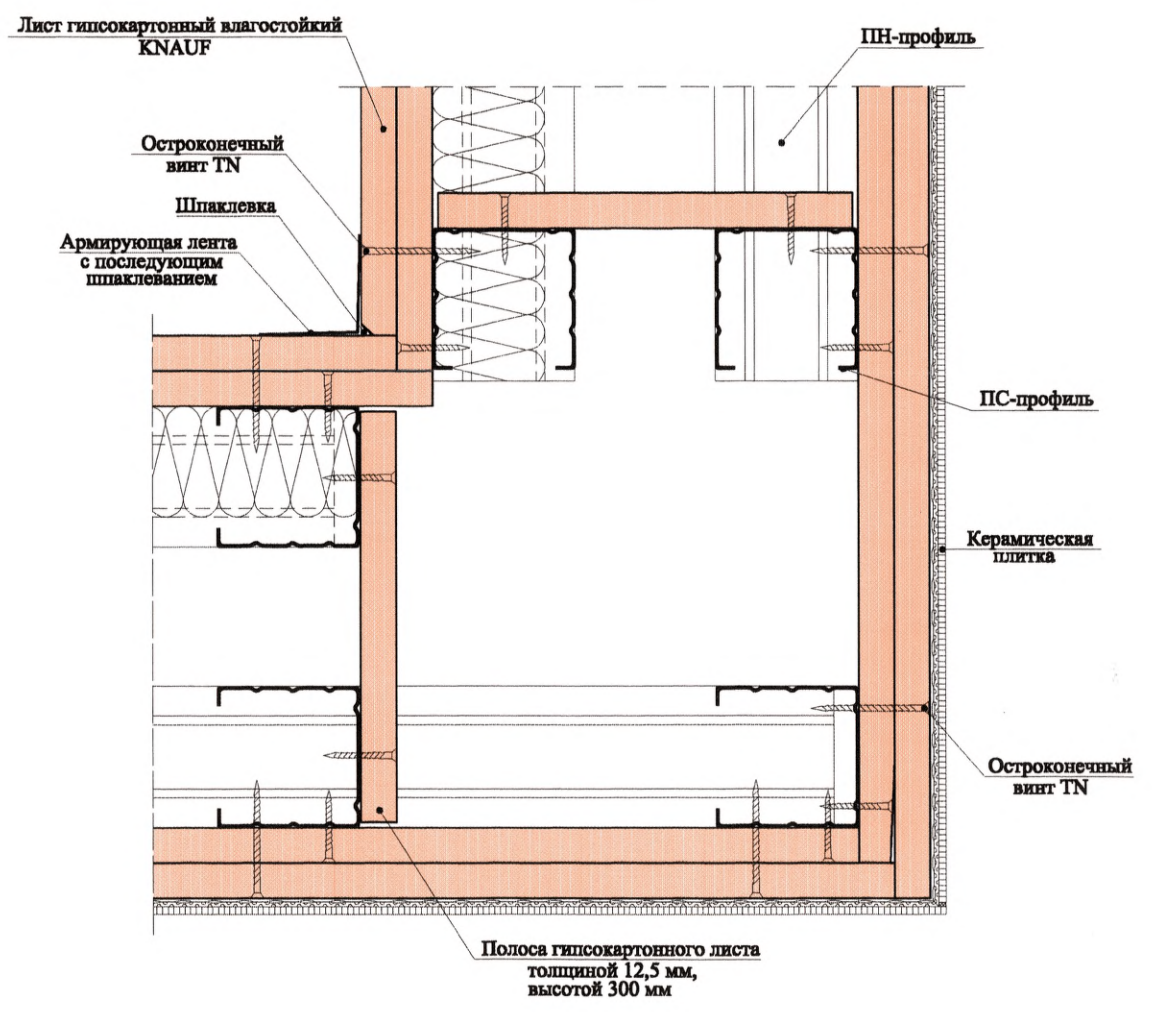 Лист гипсокартонный влагостойкий
KNAUF
ПН-профиль
Остроконечный
винт TN
Шпаклевка
Армирующая лента
с последующим
шпаклеванием
ПС-профиль
Керамическая
плитка
Остроконечный
винт TN
Полоса гипсокартонного листа
толщиной 12,5 мм,
высотой 300 мм